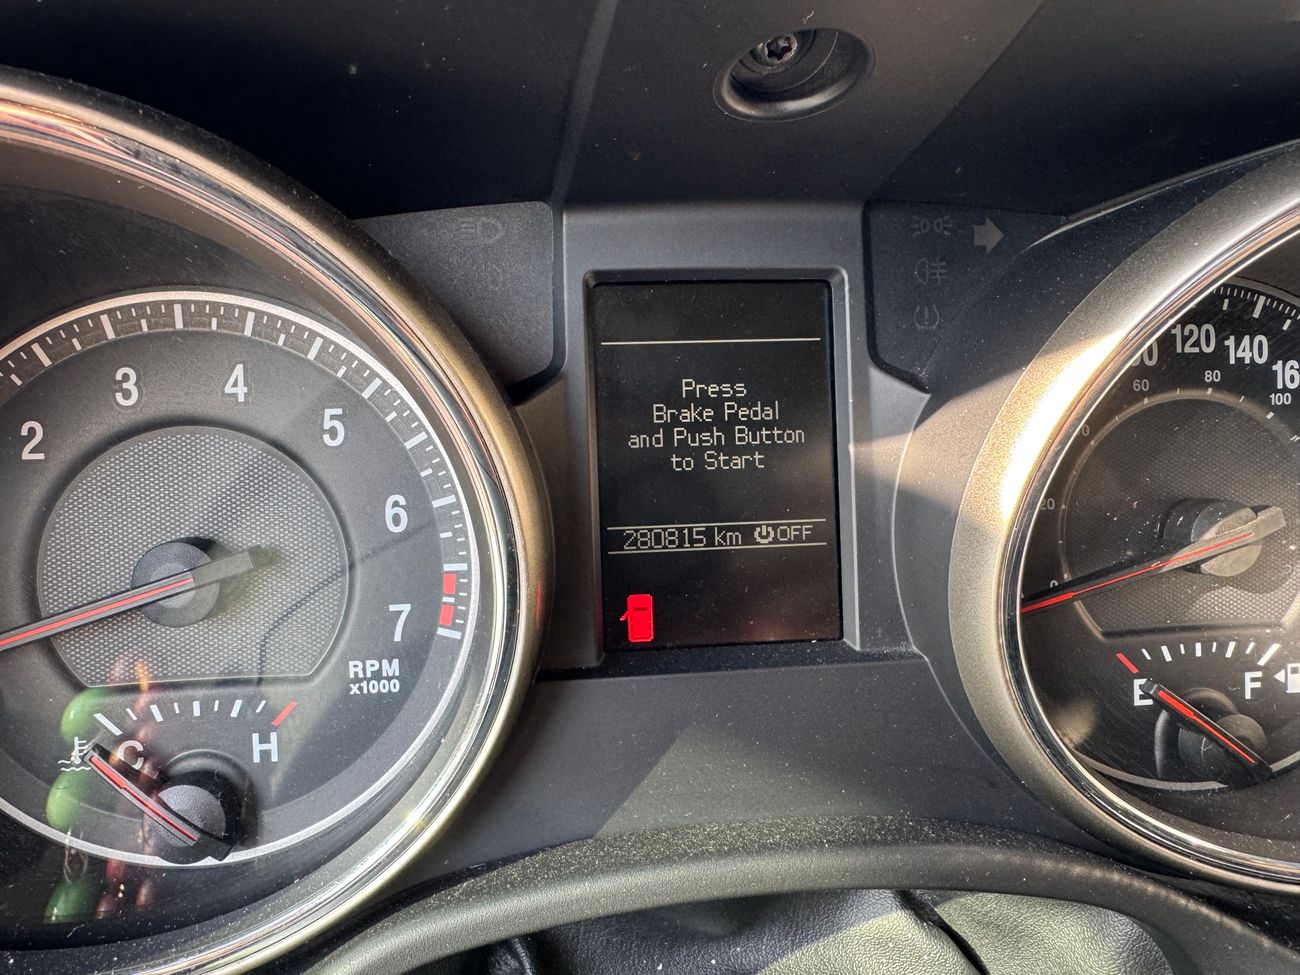 Press
Brake Pedal
and Push Button
to Start
280815 km OFF
2
3
4
5
6
7
RPM
x1000
C
H
0
120
140
60
80
100
E
F